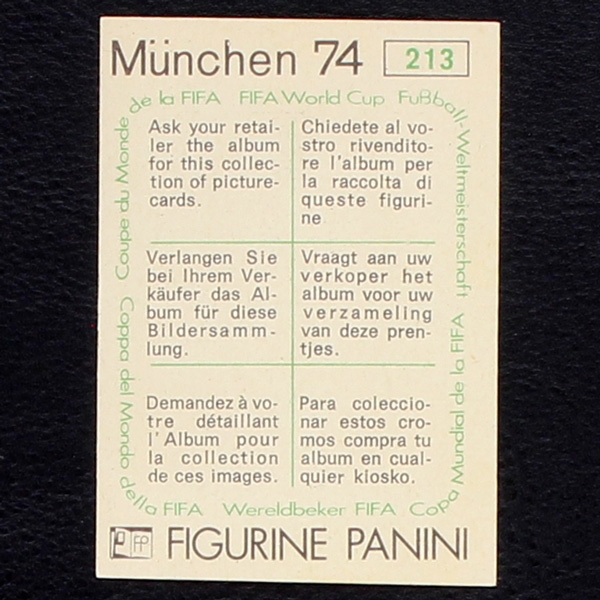 München 74 213
de la FIFA FIFA World Cup Fußball-Weltmeisterschaft
Coupe du Monde
Ask your retai-
ler the album
for this collec-
tion of picture-
cards.
Chiedete al vo-
stro rivendito-
re l'album per
la raccolta di
queste figuri-
ne
Verlangen Sie
bei Ihrem Ver-
käufer das Al-
bum für diese
Bildersamm-
lung.
Vraagt aan uw
verkoper het
album voor uw
verzameling
van deze pren-
tjes.
Demandez à vo-
tre détaillant
l'Album pour
la collection
de ces images.
Para coleccio-
nar estos cro-
mos compra tu
album en cual-
quier kiosko.
Coppa del Mondo della FIFA
Wereldbeker FIFA
Copa Mundial de la FIFA
FP FIGURINE PANINI